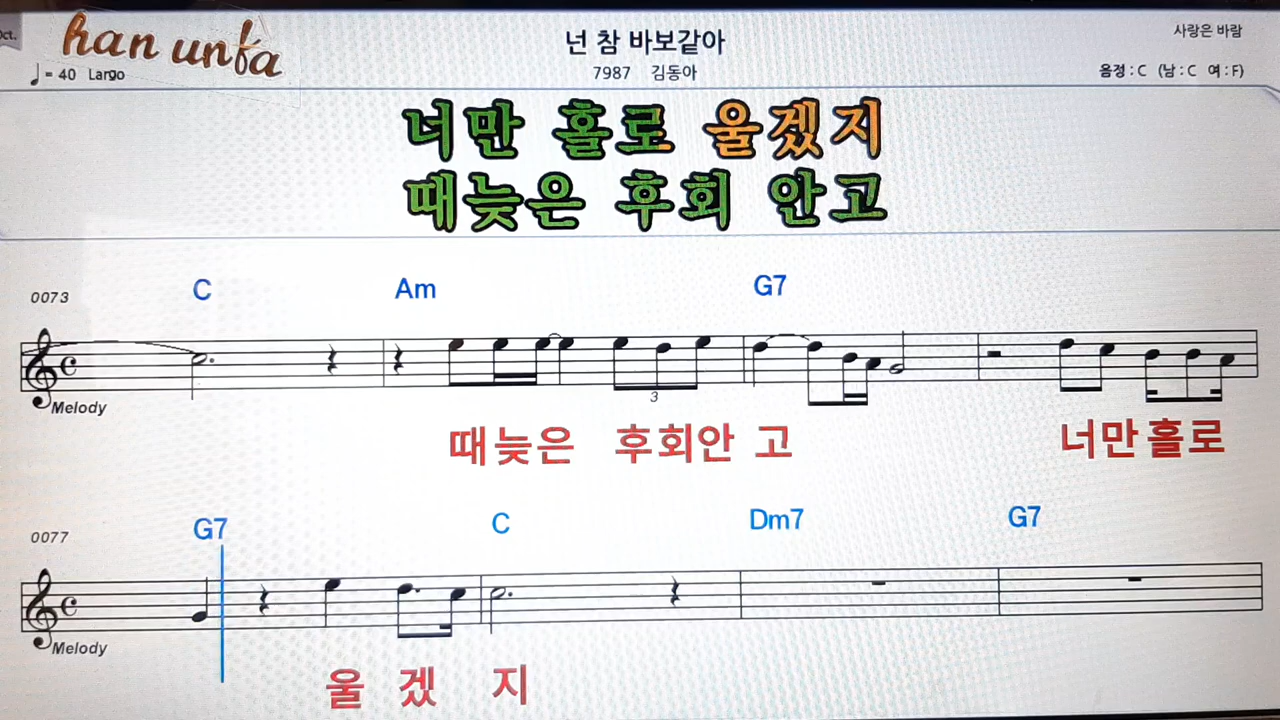 Oct.
han unfa
♩= 40 Largo
넌 참 바보같아
7987 김동아
사랑은 바람
음정 : C (남 : C 여 : F)
너만 홀로 울겠지
때늦은 후회 안고
0073
C Am G7
3
Melody
때늦은 후회안 고 너만홀로
0077
G7 C Dm7 G7
Melody
울 겠 지